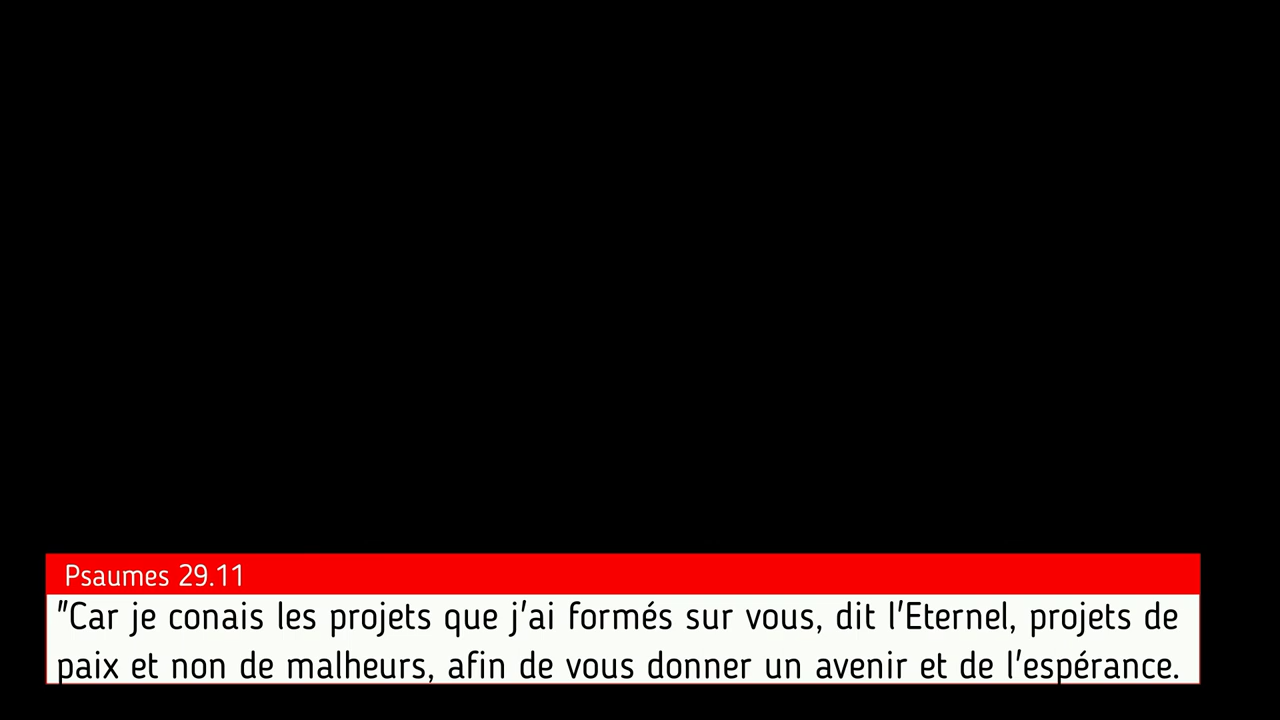 Psaumes 29.11
"Car je conais les projets que j'ai formés sur vous, dit l'Eternel, projets de
paix et non de malheurs, afin de vous donner un avenir et de l'espérance.